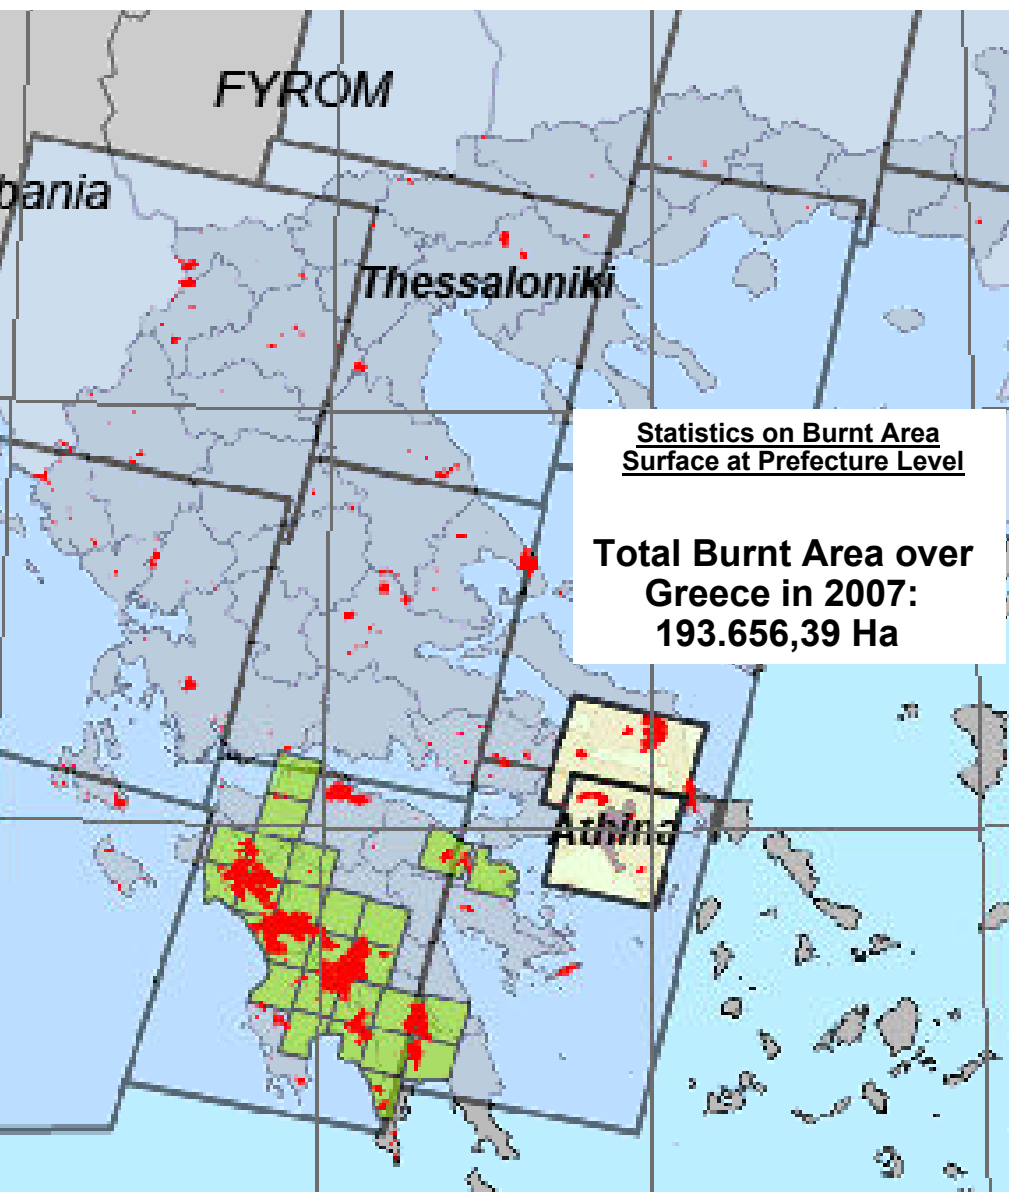 FYROM
bania
Thessaloniki
Statistics on Burnt Area
Surface at Prefecture Level
Total Burnt Area over
Greece in 2007:
193.656,39 Ha
Athina